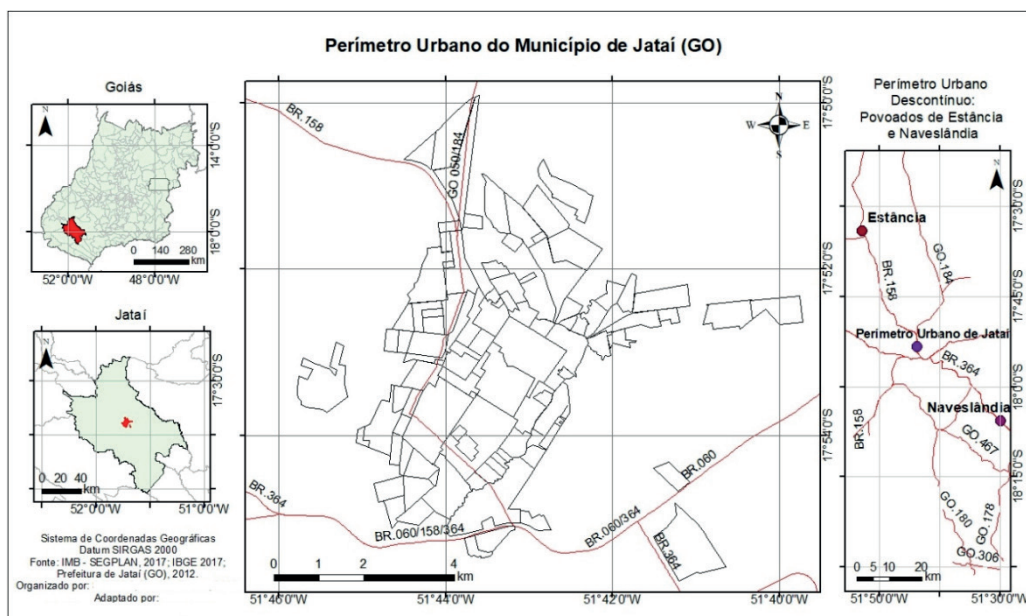 Perímetro Urbano do Município de Jataí (GO)
Goiás
N
14°0'0"S
18°0'0"S
0 140 280
km
52°0'0"W 48°0'0"W
Jataí
N
17°30'0"S
0 20 40
km
52°0'0"W 51°0'0"W
Sistema de Coordenadas Geográficas
Datum SIRGAS 2000
Fonte: IMB - SEGPLAN, 2017; IBGE 2017;
Prefeitura de Jataí (GO), 2012.
Organizado por:
Adaptado por:
BR.158
GO 050/184
N
W E
S
17°50'0"S
17°52'0"S
17°54'0"S
BR.364
BR.060/158/364
BR.060/364
BR.060
BR.364
0 1 2 4
km
51°46'0"W 51°44'0"W 51°42'0"W 51°40'0"W
Perímetro Urbano
Descontínuo:
Povoados de Estância
e Naveslândia
N
17°30'0"S
Estância
BR.158
GO.184
17°45'0"S
Perímetro Urbano de Jataí
BR.364
18°0'0"S
Naveslândia
BR.158
GO.467
18°15'0"S
GO.180
GO.178
GO.306
0 5 10 20
km
51°50'0"W 51°30'0"W